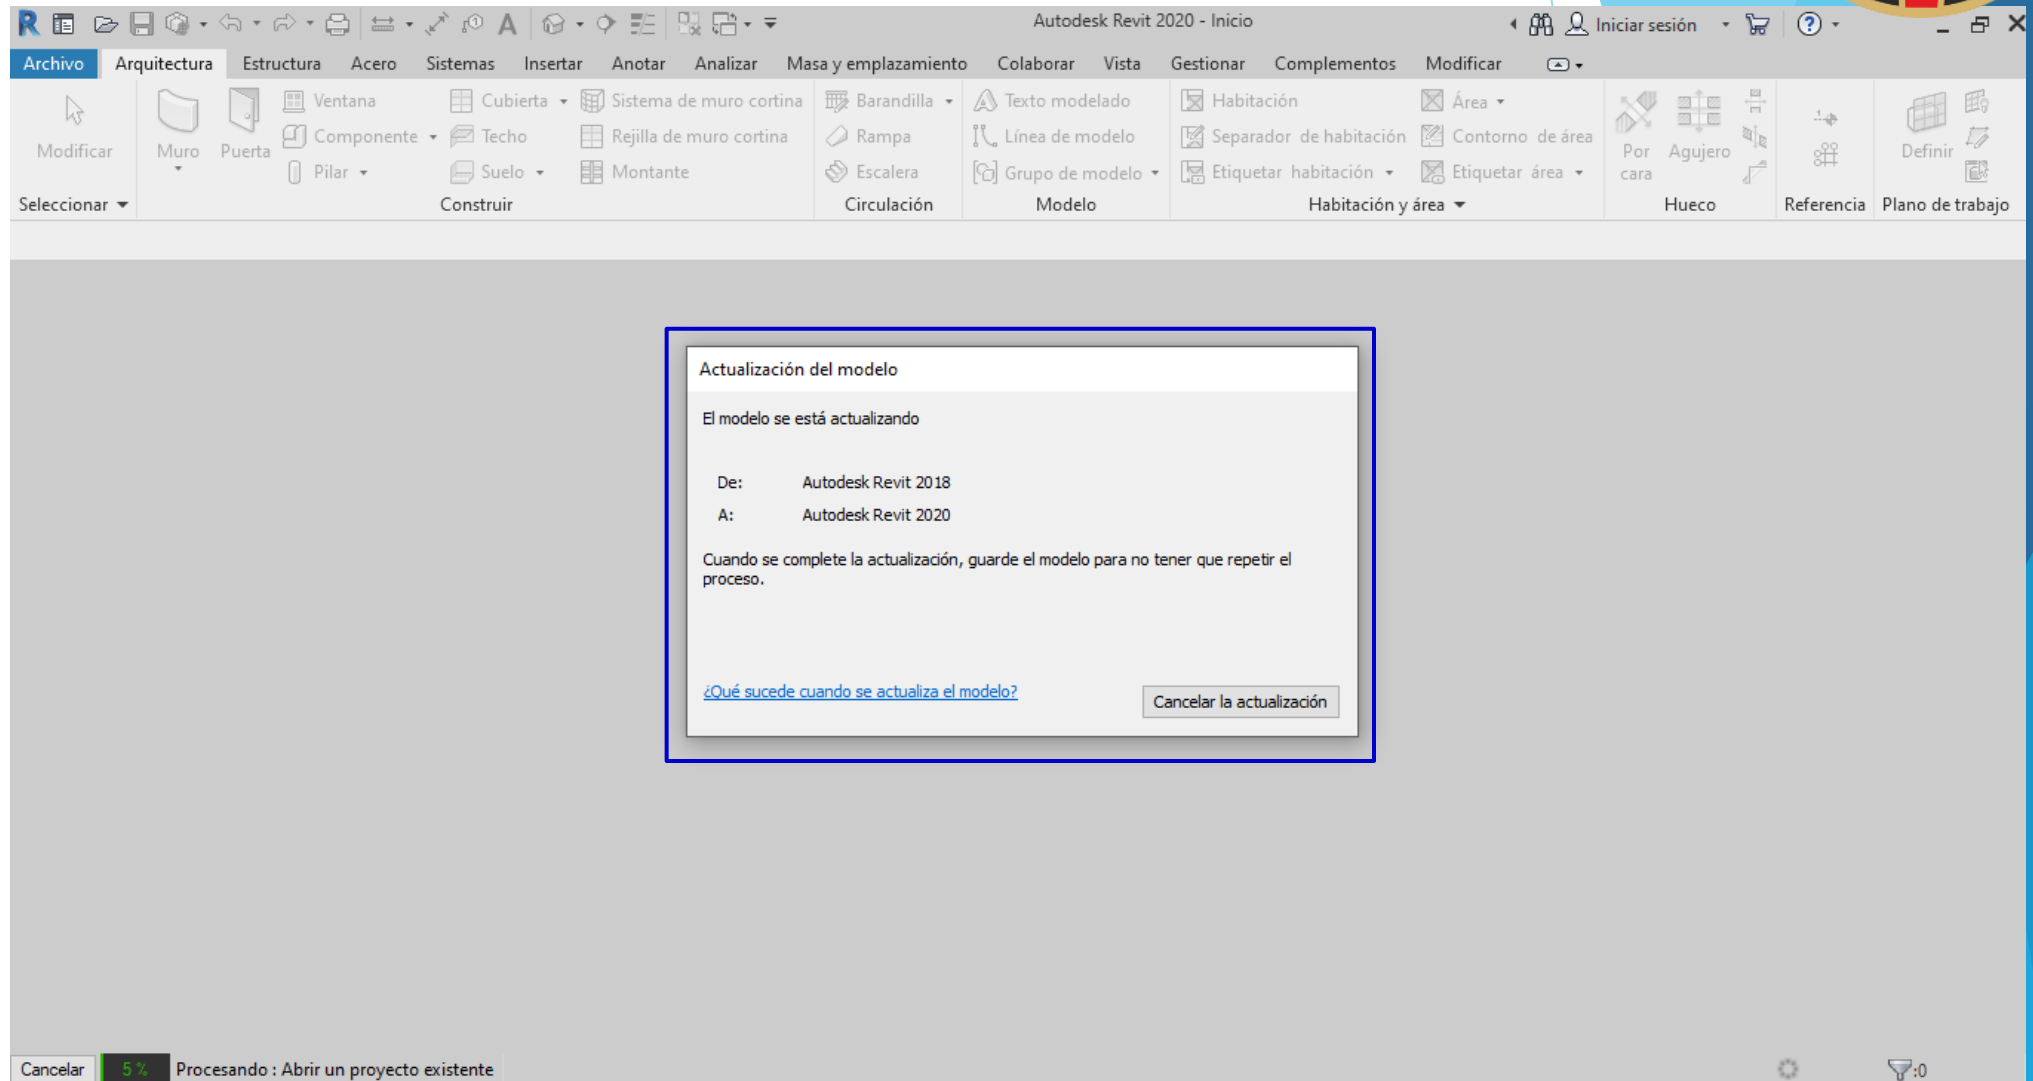 Autodesk Revit 2020 - Inicio
Iniciar sesión
Archivo Arquitectura Estructura Acero Sistemas Insertar Anotar Analizar Masa y emplazamiento Colaborar Vista Gestionar Complementos Modificar
Modificar
Seleccionar
Muro
Puerta
Ventana
Componente
Pilar
Cubierta
Techo
Suelo
Sistema de muro cortina
Rejilla de muro cortina
Montante
Construir
Barandilla
Rampa
Escalera
Circulación
Texto modelado
Línea de modelo
Grupo de modelo
Modelo
Habitación
Separador de habitación
Etiquetar habitación
Área
Contorno de área
Etiquetar área
Habitación y área
Por
cara
Agujero
Hueco
Referencia
Definir
Plano de trabajo
Actualización del modelo
El modelo se está actualizando
De: Autodesk Revit 2018
A: Autodesk Revit 2020
Cuando se complete la actualización, guarde el modelo para no tener que repetir el
proceso.
¿Qué sucede cuando se actualiza el modelo?
Cancelar la actualización
Cancelar 5 % Procesando : Abrir un proyecto existente :0